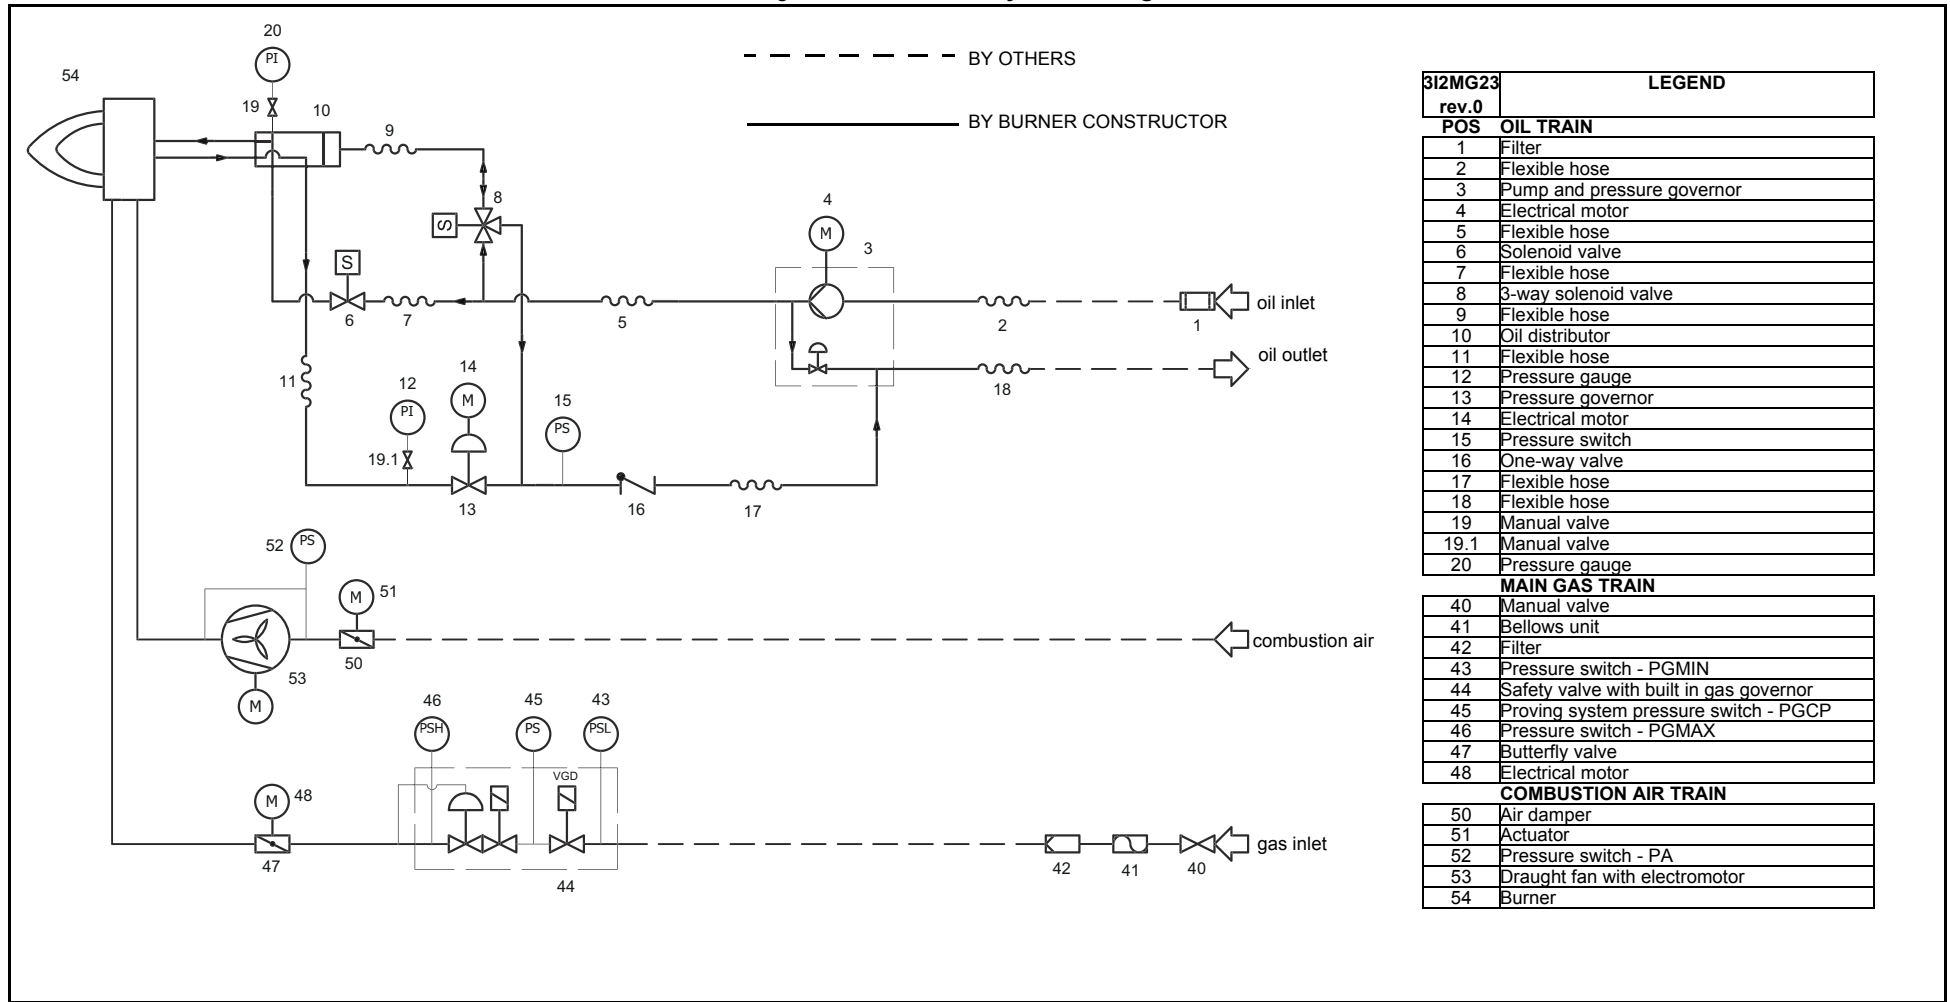 20
PI
BY OTHERS
54
19
10
9
BY BURNER CONSTRUCTOR
8
S
4
M
3
S
6
7
5
2
1
oil inlet
oil outlet
18
11
12
PI
14
M
15
PS
19.1
13
16
17
52
PS
M
51
50
combustion air
53
M
46
PSH
45
PS
43
PSL
VGD
M
48
47
44
42
41
40
gas inlet
3I2MG23 LEGEND
rev.0
POS OIL TRAIN
1 Filter
2 Flexible hose
3 Pump and pressure governor
4 Electrical motor
5 Flexible hose
6 Solenoid valve
7 Flexible hose
8 3-way solenoid valve
9 Flexible hose
10 Oil distributor
11 Flexible hose
12 Pressure gauge
13 Pressure governor
14 Electrical motor
15 Pressure switch
16 One-way valve
17 Flexible hose
18 Flexible hose
19 Manual valve
19.1 Manual valve
20 Pressure gauge
MAIN GAS TRAIN
40 Manual valve
41 Bellows unit
42 Filter
43 Pressure switch - PGMIN
44 Safety valve with built in gas governor
45 Proving system pressure switch - PGCP
46 Pressure switch - PGMAX
47 Butterfly valve
48 Electrical motor
COMBUSTION AIR TRAIN
50 Air damper
51 Actuator
52 Pressure switch - PA
53 Draught fan with electromotor
54 Burner